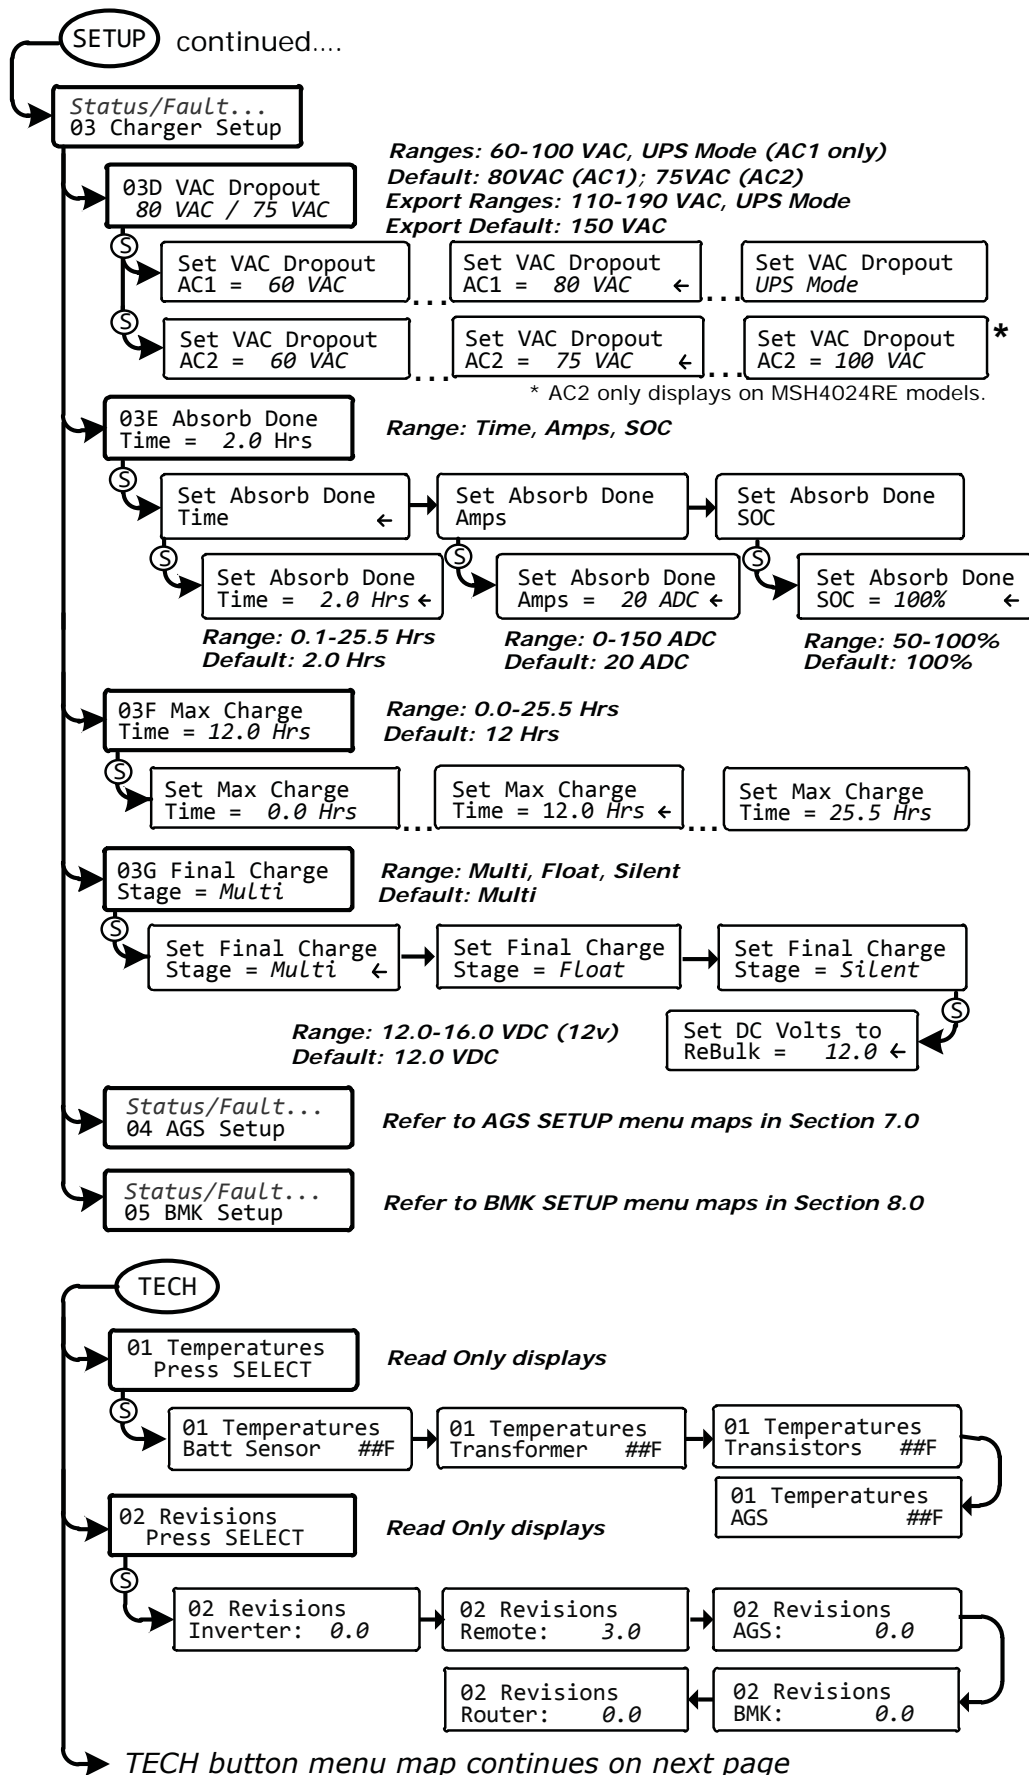 SETUP continued....
Status/Fault...
03 Charger Setup
03D VAC Dropout
80 VAC / 75 VAC
Ranges: 60-100 VAC, UPS Mode (AC1 only)
Default: 80VAC (AC1); 75VAC (AC2)
Export Ranges: 110-190 VAC, UPS Mode
Export Default: 150 VAC
S
Set VAC Dropout
AC1 = 60 VAC
...
Set VAC Dropout
AC1 = 80 VAC ←
...
Set VAC Dropout
UPS Mode
S
Set VAC Dropout
AC2 = 60 VAC
...
Set VAC Dropout
AC2 = 75 VAC ←
...
Set VAC Dropout
AC2 = 100 VAC
*
* AC2 only displays on MSH4024RE models.
03E Absorb Done
Time = 2.0 Hrs
Range: Time, Amps, SOC
S
Set Absorb Done
Time ←
Set Absorb Done
Amps
Set Absorb Done
SOC
S
Set Absorb Done
Time = 2.0 Hrs ←
S
Set Absorb Done
Amps = 20 ADC ←
S
Set Absorb Done
SOC = 100% ←
Range: 0.1-25.5 Hrs
Default: 2.0 Hrs
Range: 0-150 ADC
Default: 20 ADC
Range: 50-100%
Default: 100%
03F Max Charge
Time = 12.0 Hrs
Range: 0.0-25.5 Hrs
Default: 12 Hrs
S
Set Max Charge
Time = 0.0 Hrs
...
Set Max Charge
Time = 12.0 Hrs ←
...
Set Max Charge
Time = 25.5 Hrs
03G Final Charge
Stage = Multi
Range: Multi, Float, Silent
Default: Multi
S
Set Final Charge
Stage = Multi ←
Set Final Charge
Stage = Float
Set Final Charge
Stage = Silent
S
Range: 12.0-16.0 VDC (12v)
Default: 12.0 VDC
Set DC Volts to
ReBulk = 12.0 ←
Status/Fault...
04 AGS Setup
Refer to AGS SETUP menu maps in Section 7.0
Status/Fault...
05 BMK Setup
Refer to BMK SETUP menu maps in Section 8.0
TECH
01 Temperatures
Press SELECT
Read Only displays
S
01 Temperatures
Batt Sensor ##F
01 Temperatures
Transformer ##F
01 Temperatures
Transistors ##F
01 Temperatures
AGS ##F
02 Revisions
Press SELECT
Read Only displays
S
02 Revisions
Inverter: 0.0
02 Revisions
Remote: 3.0
02 Revisions
AGS: 0.0
02 Revisions
Router: 0.0
02 Revisions
BMK: 0.0
TECH button menu map continues on next page